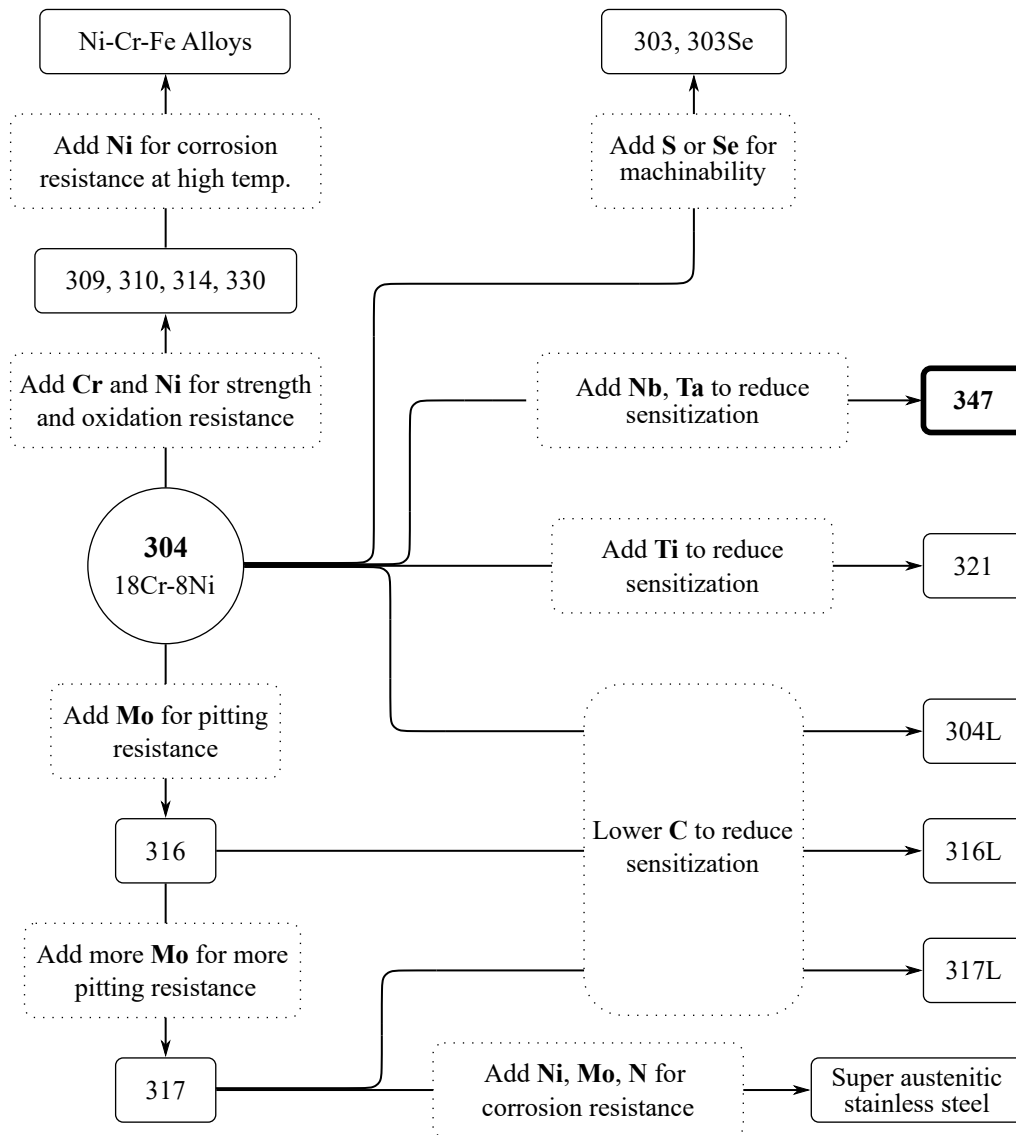 Ni-Cr-Fe Alloys
303, 303Se
Add Ni for corrosion
resistance at high temp.
Add S or Se for
machinability
309, 310, 314, 330
Add Cr and Ni for strength
and oxidation resistance
Add Nb, Ta to reduce
sensitization
347
304
18Cr-8Ni
Add Ti to reduce
sensitization
321
Add Mo for pitting
resistance
304L
316
Lower C to reduce
sensitization
316L
Add more Mo for more
pitting resistance
317L
317
Add Ni, Mo, N for
corrosion resistance
Super austenitic
stainless steel